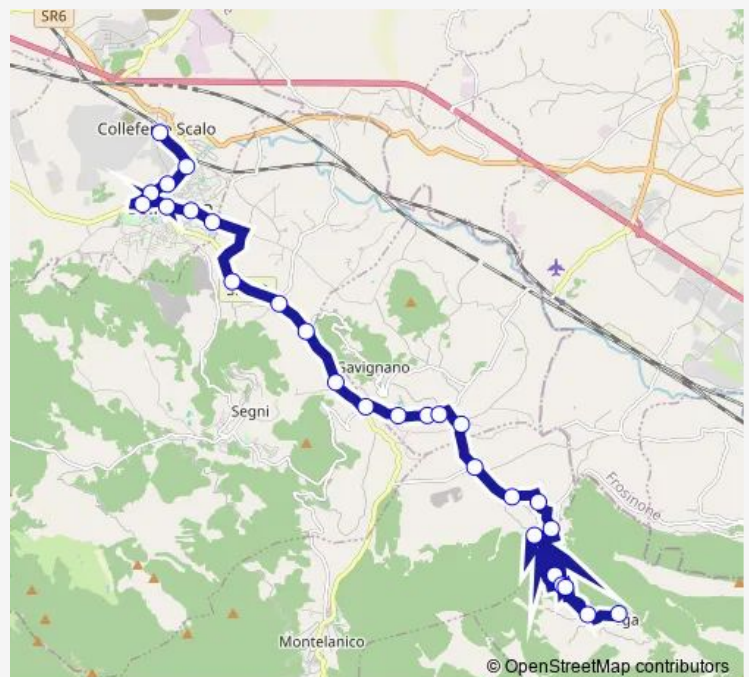 SR6
Colleferro Scalo
Gavignano
Segni
Frosinone
Montelanico
© OpenStreetMap contributors